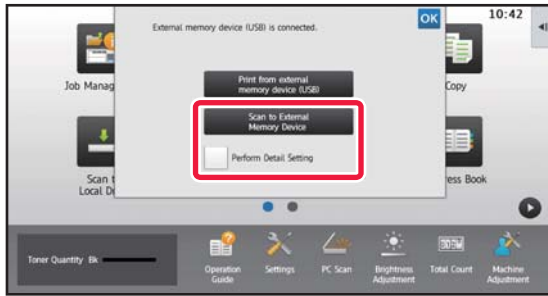 External memory device (USB) is connected.
OK
10:42
Print from external
memory device (USB)
Job Manag
Copy
Scan to External
Memory Device
Perform Detail Setting
Scan t
Local Dr
ress Book
Toner Quantity Bk
Operation
Guide
Settings
PC Scan
Brightness
Adjustment
Total Count
Machine
Adjustment